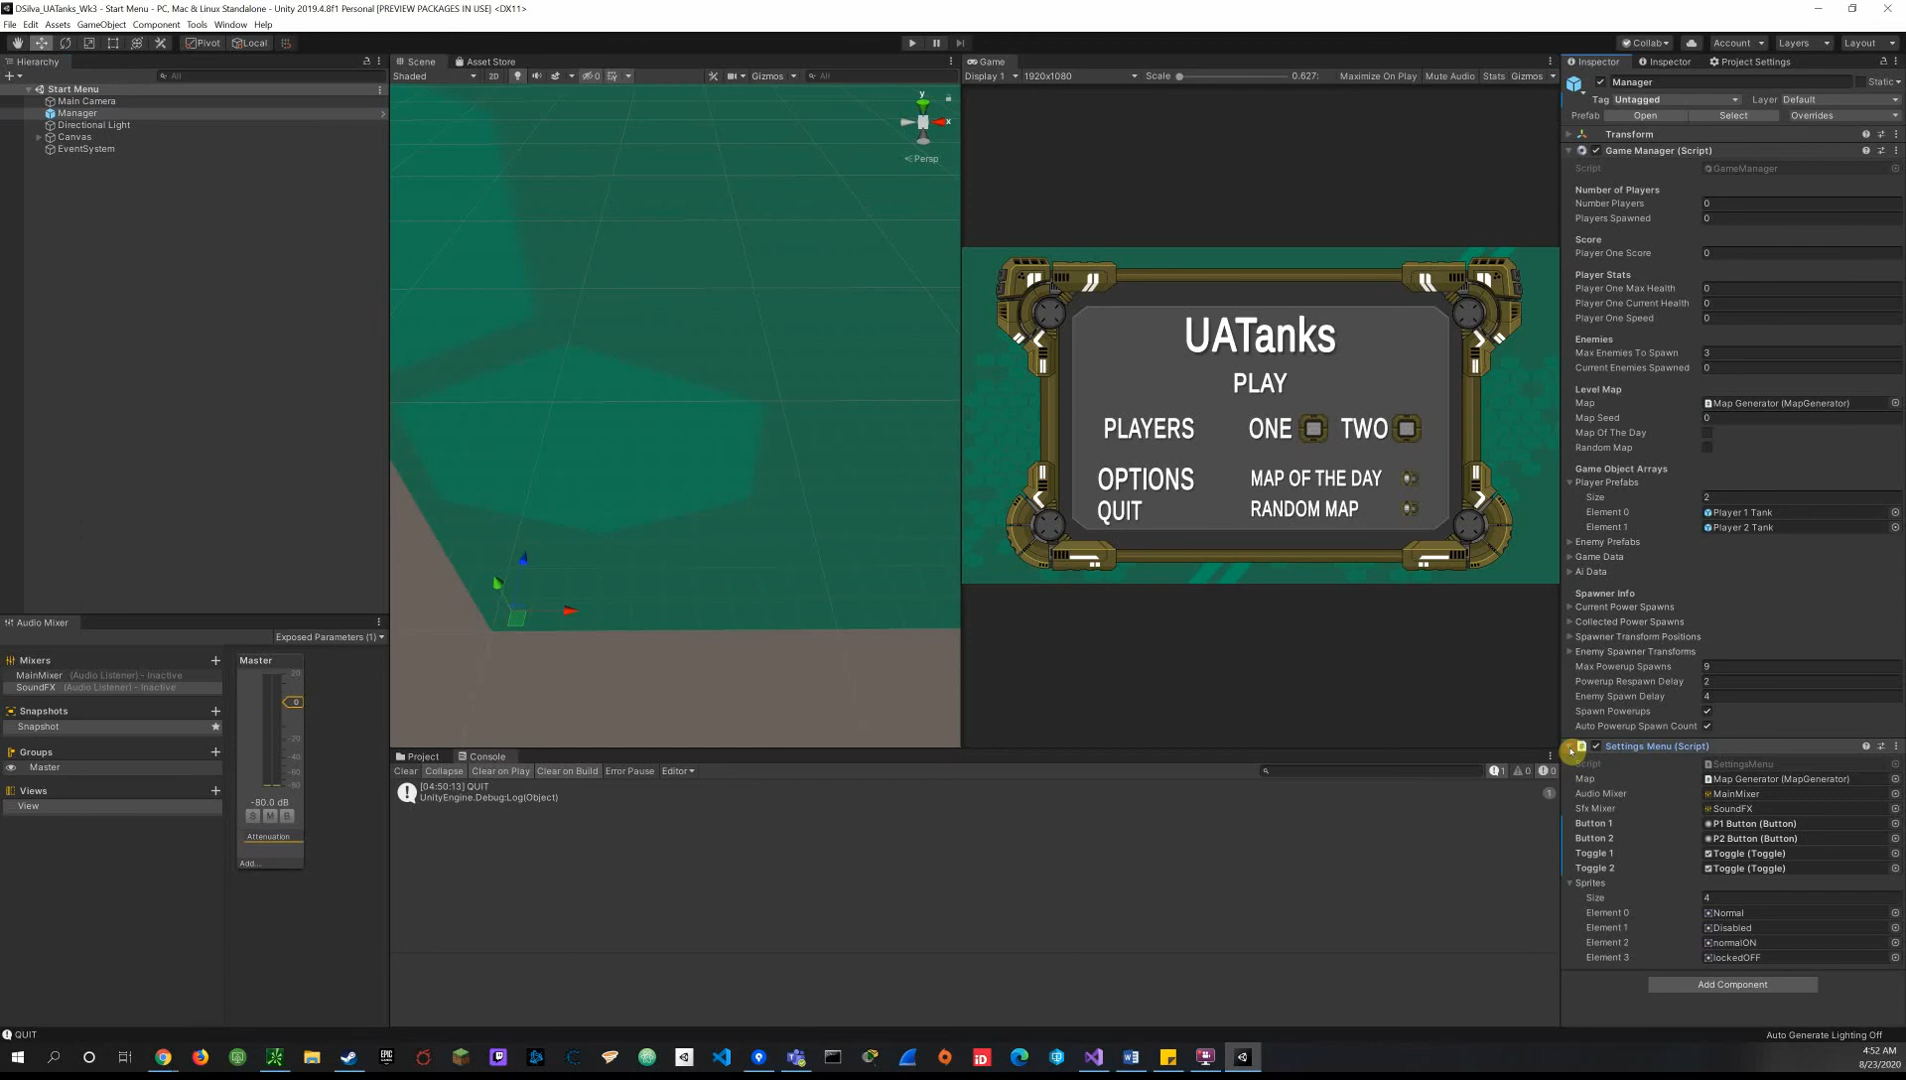 DSilva_UATanks_Wk3 - Start Menu - PC, Mac & Linux Standalone - Unity 2019.4.8f1 Personal [PREVIEW PACKAGES IN USE] <DX11>
File Edit Assets GameObject Component Tools Window Help
Pivot Local
Collab Account Layers Layout
Hierarchy
All
Start Menu
Main Camera
Manager
Directional Light
Canvas
EventSystem
Scene Asset Store
Shaded 2D 0 Gizmos All
y
x
Persp
Game
Display 1 1920x1080 Scale 0.627: Maximize On Play Mute Audio Stats Gizmos
UATanks
PLAY
PLAYERS ONE TWO
OPTIONS MAP OF THE DAY
QUIT RANDOM MAP
Inspector Inspector Project Settings
Manager Static
Tag Untagged Layer Default
Prefab Open Select Overrides
Transform
Game Manager (Script)
Script GameManager
Number of Players
Number Players 0
Players Spawned 0
Score
Player One Score 0
Player Stats
Player One Max Health 0
Player One Current Health 0
Player One Speed 0
Enemies
Max Enemies To Spawn 3
Current Enemies Spawned 0
Level Map
Map Map Generator (MapGenerator)
Map Seed 0
Map Of The Day
Random Map
Game Object Arrays
Player Prefabs
Size 2
Element 0 Player 1 Tank
Element 1 Player 2 Tank
Enemy Prefabs
Game Data
Ai Data
Spawner Info
Current Power Spawns
Collected Power Spawns
Spawner Transform Positions
Enemy Spawner Transforms
Max Powerup Spawns 9
Powerup Respawn Delay 2
Enemy Spawn Delay 4
Spawn Powerups
Auto Powerup Spawn Count
Settings Menu (Script)
Script SettingsMenu
Map Map Generator (MapGenerator)
Audio Mixer MainMixer
Sfx Mixer SoundFX
Button 1 P1 Button (Button)
Button 2 P2 Button (Button)
Toggle 1 Toggle (Toggle)
Toggle 2 Toggle (Toggle)
Sprites
Size 4
Element 0 Normal
Element 1 Disabled
Element 2 normalON
Element 3 lockedOFF
Add Component
Audio Mixer
Exposed Parameters (1)
Mixers
MainMixer (Audio Listener) - Inactive
SoundFX (Audio Listener) - Inactive
Snapshots
Snapshot
Groups
Master
Views
View
Master
20
0
-20
-40
-60
-80
-80.0 dB
S M B
Attenuation
Add...
Project Console
Clear Collapse Clear on Play Clear on Build Error Pause Editor 1 0 0
[04:50:13] QUIT
UnityEngine.Debug:Log(Object)
1
QUIT
Auto Generate Lighting Off
EPIC GAMES
iD
4:52 AM
8/23/2020